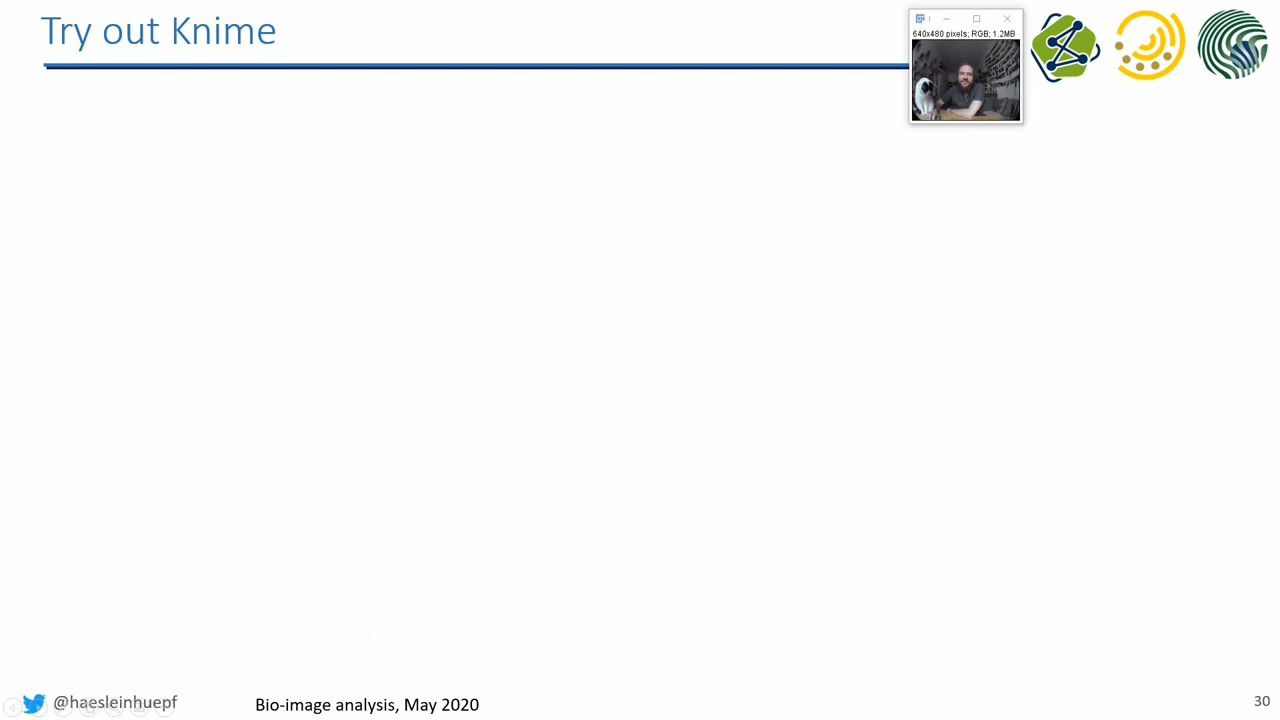 Try out Knime
640x480 pixels; RGB; 1.2MB
@haesleinhuepf
Bio-image analysis, May 2020
30